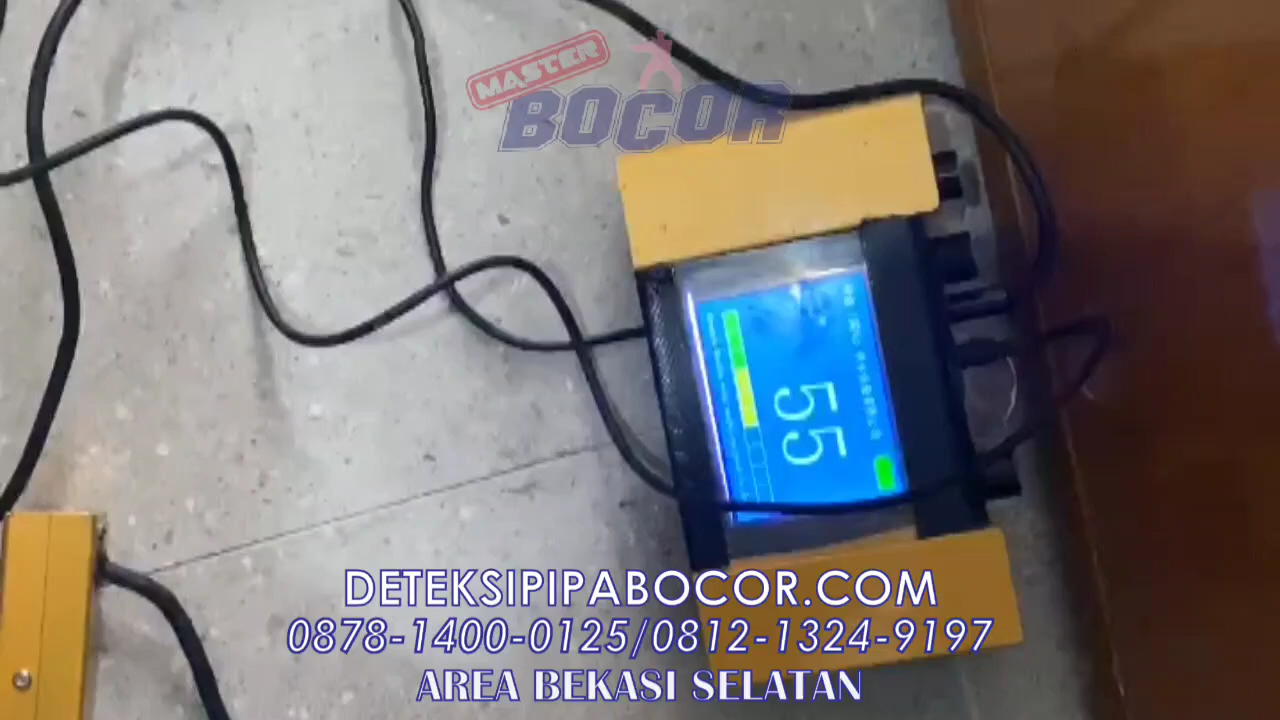 MASTER
BOCOR
55
DETEKSIPIPABOCOR.COM
0878-1400-0125/0812-1324-9197
AREA BEKASI SELATAN